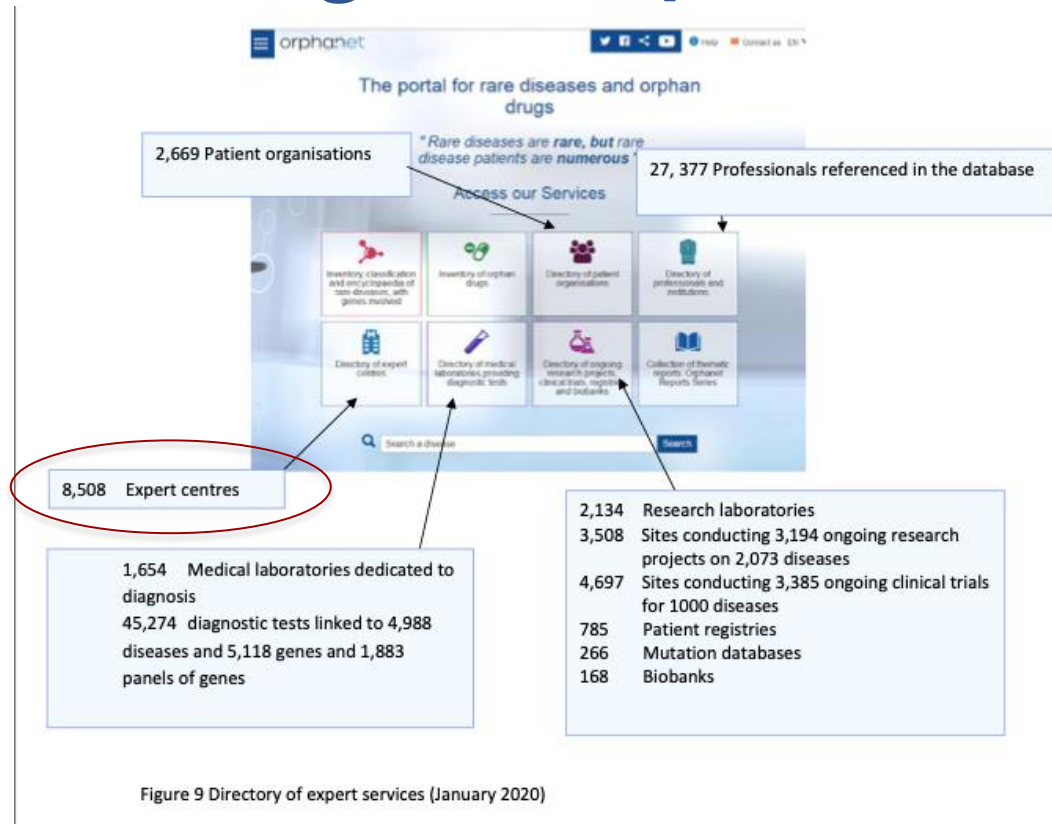 orphanet
Help
Contact us
EN
The portal for rare diseases and orphan
drugs
"Rare diseases are rare, but rare
disease patients are numerous"
Access our Services
2,669 Patient organisations
27, 377 Professionals referenced in the database
Inventory, classification
and encyclopaedia of
rare diseases, with
genes involved
Inventory of orphan
drugs
Directory of patient
organisations
Directory of
professionals and
institutions
Directory of expert
centres
Directory of medical
laboratories providing
diagnostic tests
Directory of ongoing
research projects,
clinical trials, registries
and biobanks
Collection of thematic
reports: Orphanet
Reports Series
Search a disease
Search
8,508 Expert centres
1,654 Medical laboratories dedicated to
diagnosis
45,274 diagnostic tests linked to 4,988
diseases and 5,118 genes and 1,883
panels of genes
2,134 Research laboratories
3,508 Sites conducting 3,194 ongoing research
projects on 2,073 diseases
4,697 Sites conducting 3,385 ongoing clinical trials
for 1000 diseases
785 Patient registries
266 Mutation databases
168 Biobanks
Figure 9 Directory of expert services (January 2020)